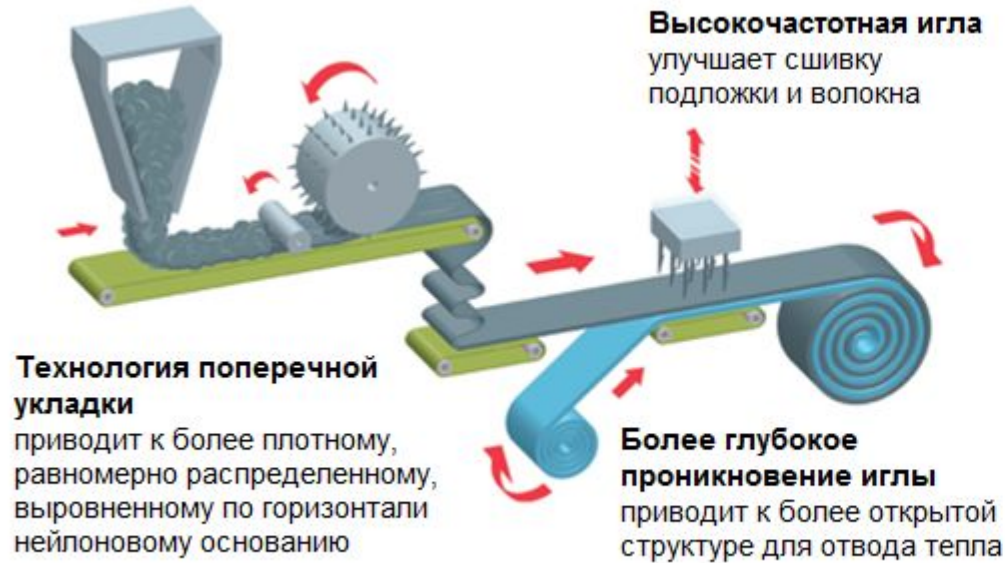 Высокочастотная игла
улучшает сшивку
подложки и волокна
Технология поперечной
укладки
приводит к более плотному,
равномерно распределенному,
выровненному по горизонтали
нейлоновому основанию
Более глубокое
проникновение иглы
приводит к более открытой
структуре для отвода тепла